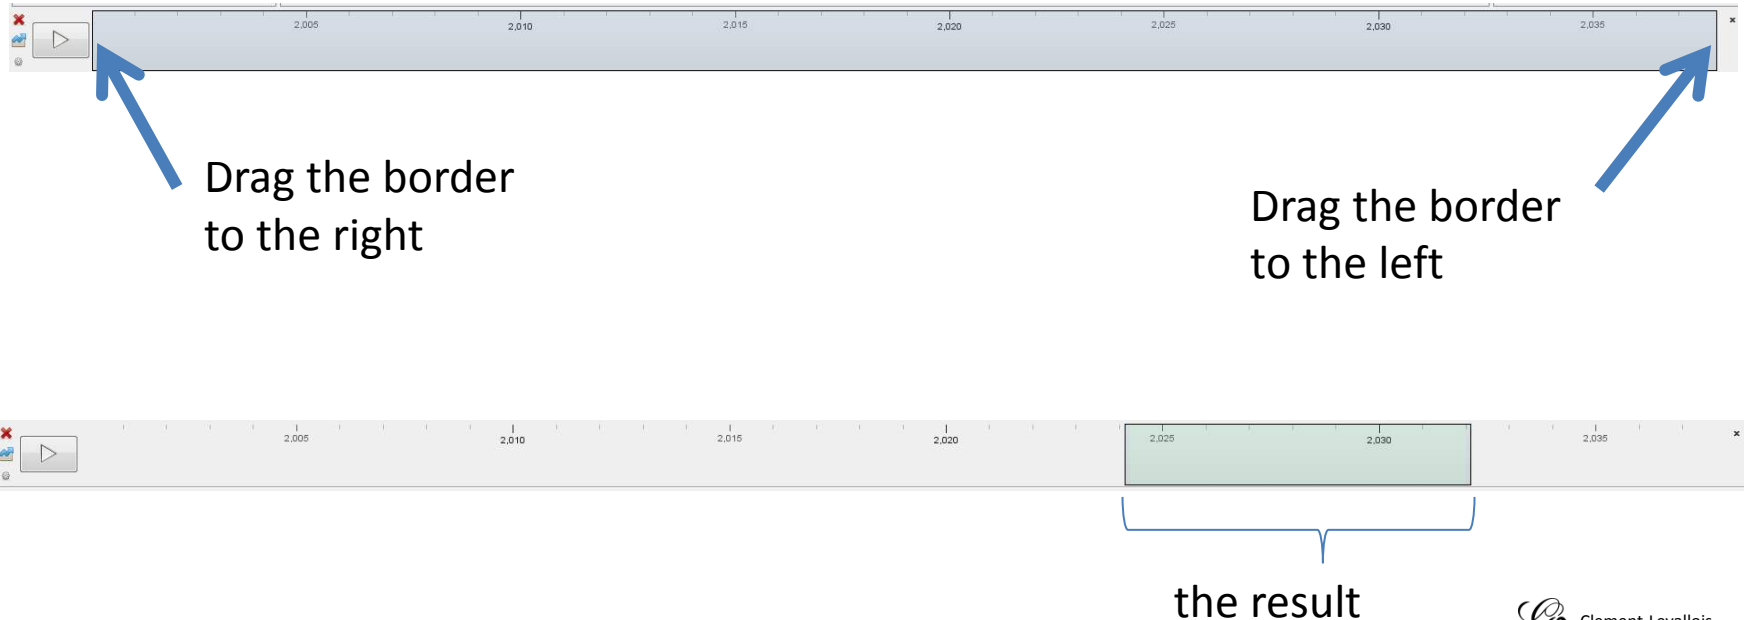 2,005 2,010 2,015 2,020 2,025 2,030 2,035
Drag the border
to the right
Drag the border
to the left
2,005 2,010 2,015 2,020 2,025 2,030 2,035
the result
Clement Levallois